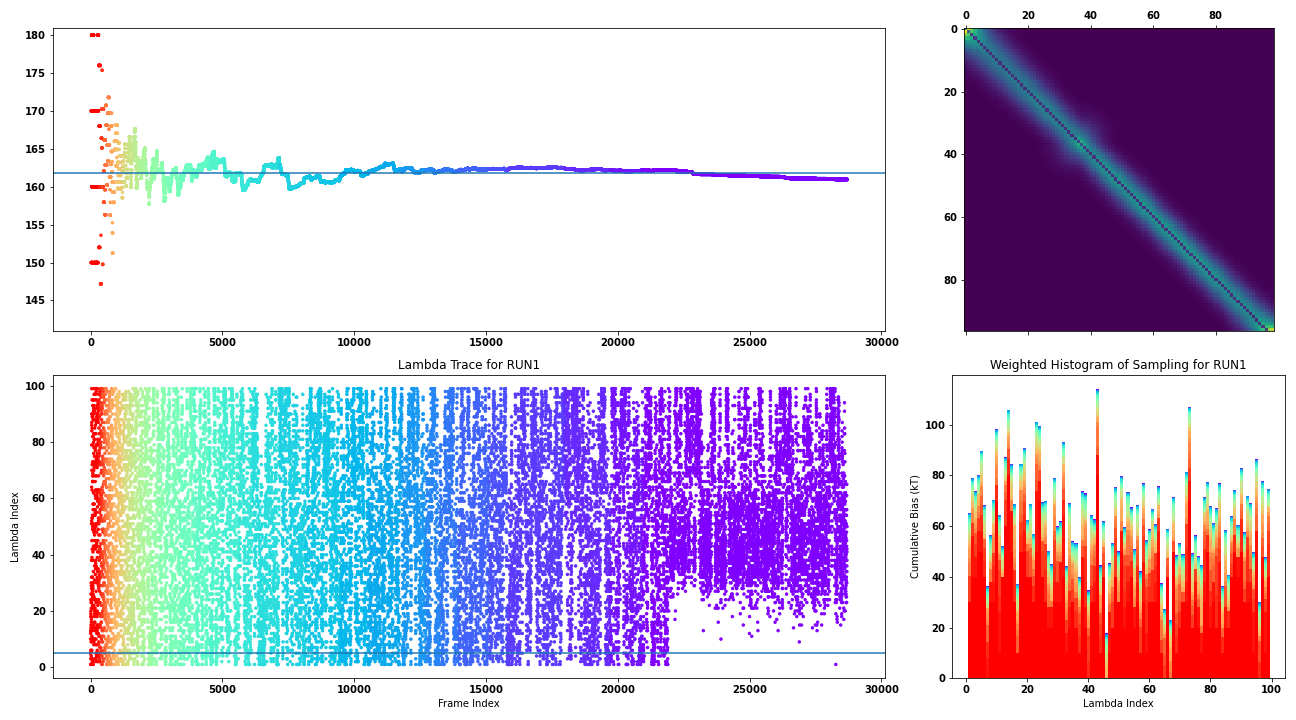 180
175
170
165
160
155
150
145
0 5000 10000 15000 20000 25000 30000
0 20 40 60 80
0
20
40
60
80
Lambda Trace for RUN1
Lambda Index
100
80
60
40
20
0
0 5000 10000 15000 20000 25000 30000
Frame Index
Weighted Histogram of Sampling for RUN1
Cumulative Bias (kT)
100
80
60
40
20
0
0 20 40 60 80 100
Lambda Index